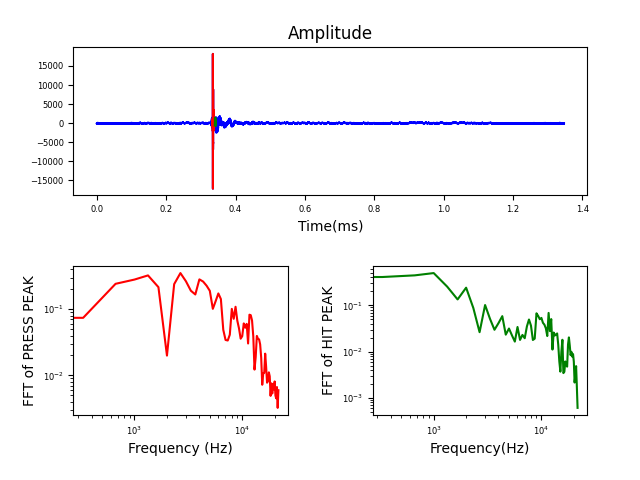 Amplitude
15000
10000
5000
0
−5000
−10000
−15000
0.0 0.2 0.4 0.6 0.8 1.0 1.2 1.4
Time(ms)
FFT of PRESS PEAK
10⁻¹
10⁻²
10³ 10⁴
Frequency (Hz)
FFT of HIT PEAK
10⁻¹
10⁻²
10⁻³
10³ 10⁴
Frequency(Hz)